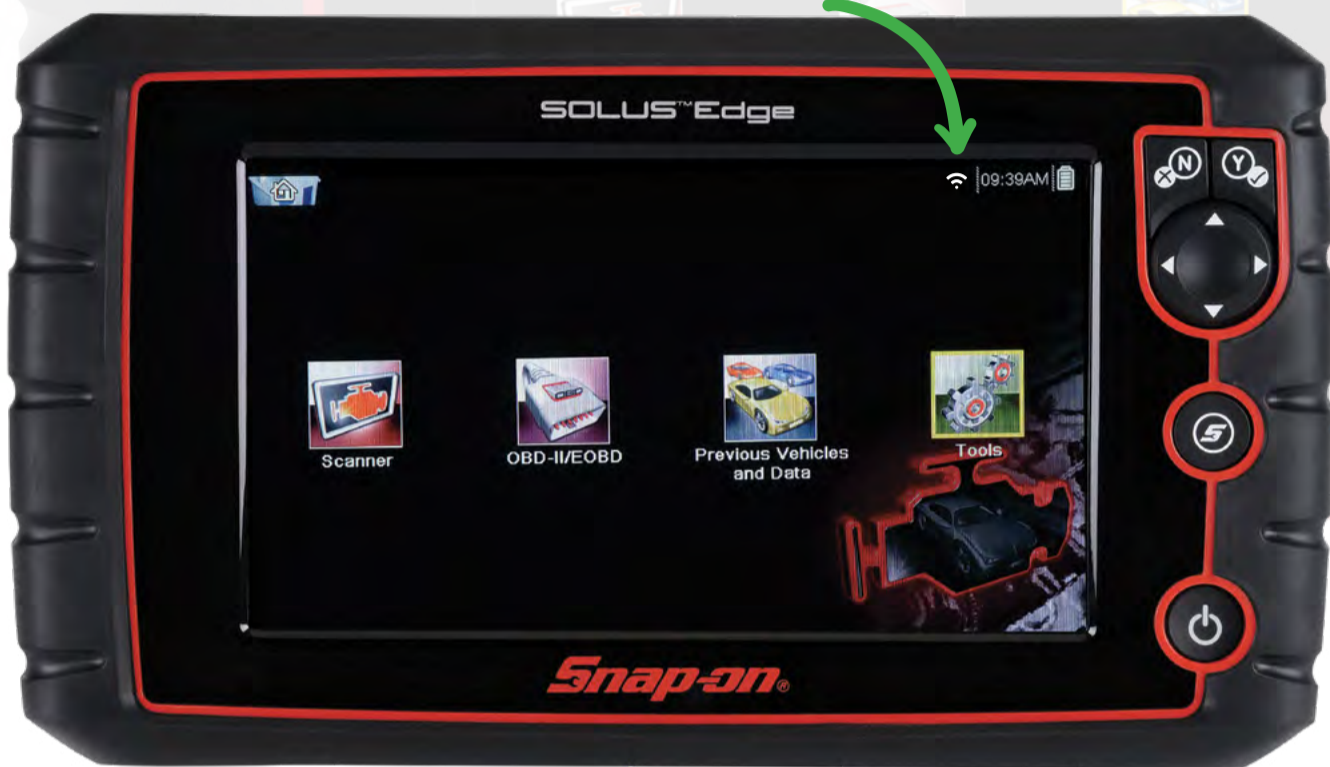 SOLUS™Edge
09:39AM
N Y
Scanner
OBD-II/EOBD
Previous Vehicles
and Data
Tools
S
Snap-on®